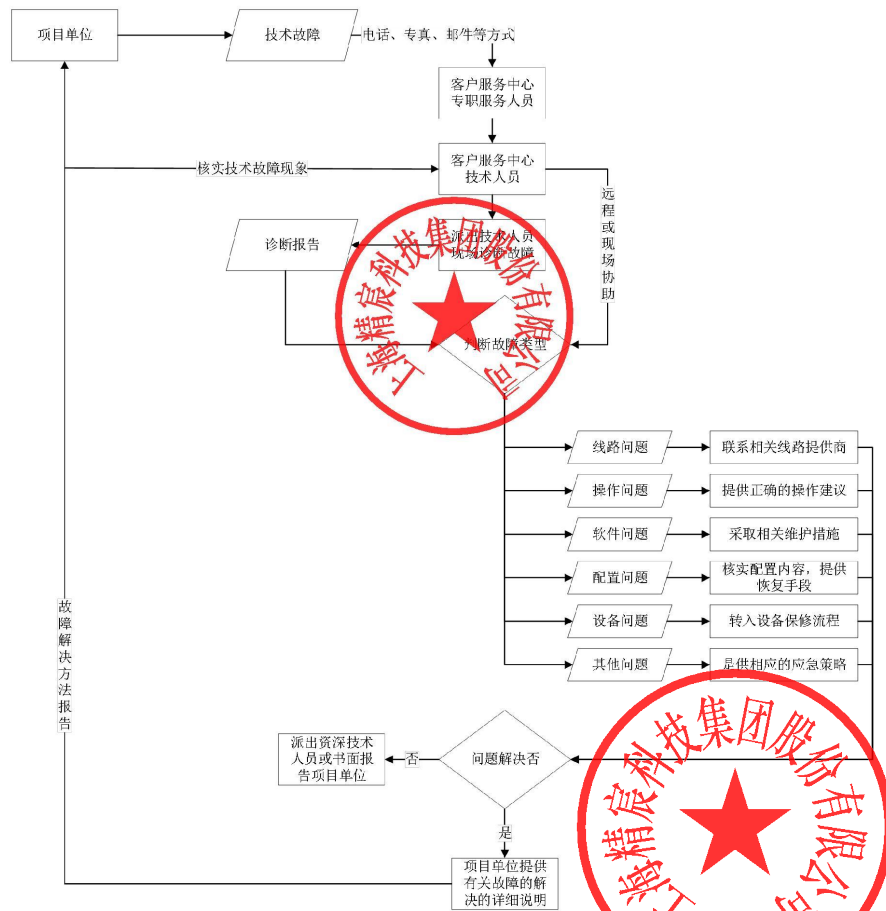 项目单位
技术故障
电话、专真、邮件等方式
客户服务中心
专职服务人员
核实技术故障现象
客户服务中心
技术人员
远程或现场协助
诊断报告
派出技术人员
现场诊断故障
判断故障类型
上海精宸科技集团股份有限公司
线路问题
联系相关线路提供商
操作问题
提供正确的操作建议
软件问题
采取相关维护措施
配置问题
核实配置内容，提供
恢复手段
设备问题
转入设备保修流程
其他问题
是供相应的应急策略
故障解决方法报告
派出资深技术
人员或书面报
告项目单位
否
问题解决否
是
项目单位提供
有关故障的解
决的详细说明
上海精宸科技集团股份有限公司